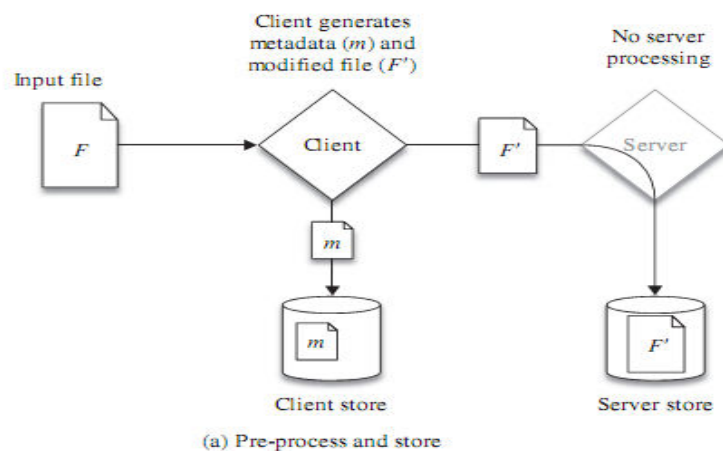 Client generates
metadata (m) and
modified file (F′)
No server
processing
Input file
F
Client
F′
Server
m
m
F′
Client store
Server store
(a) Pre-process and store